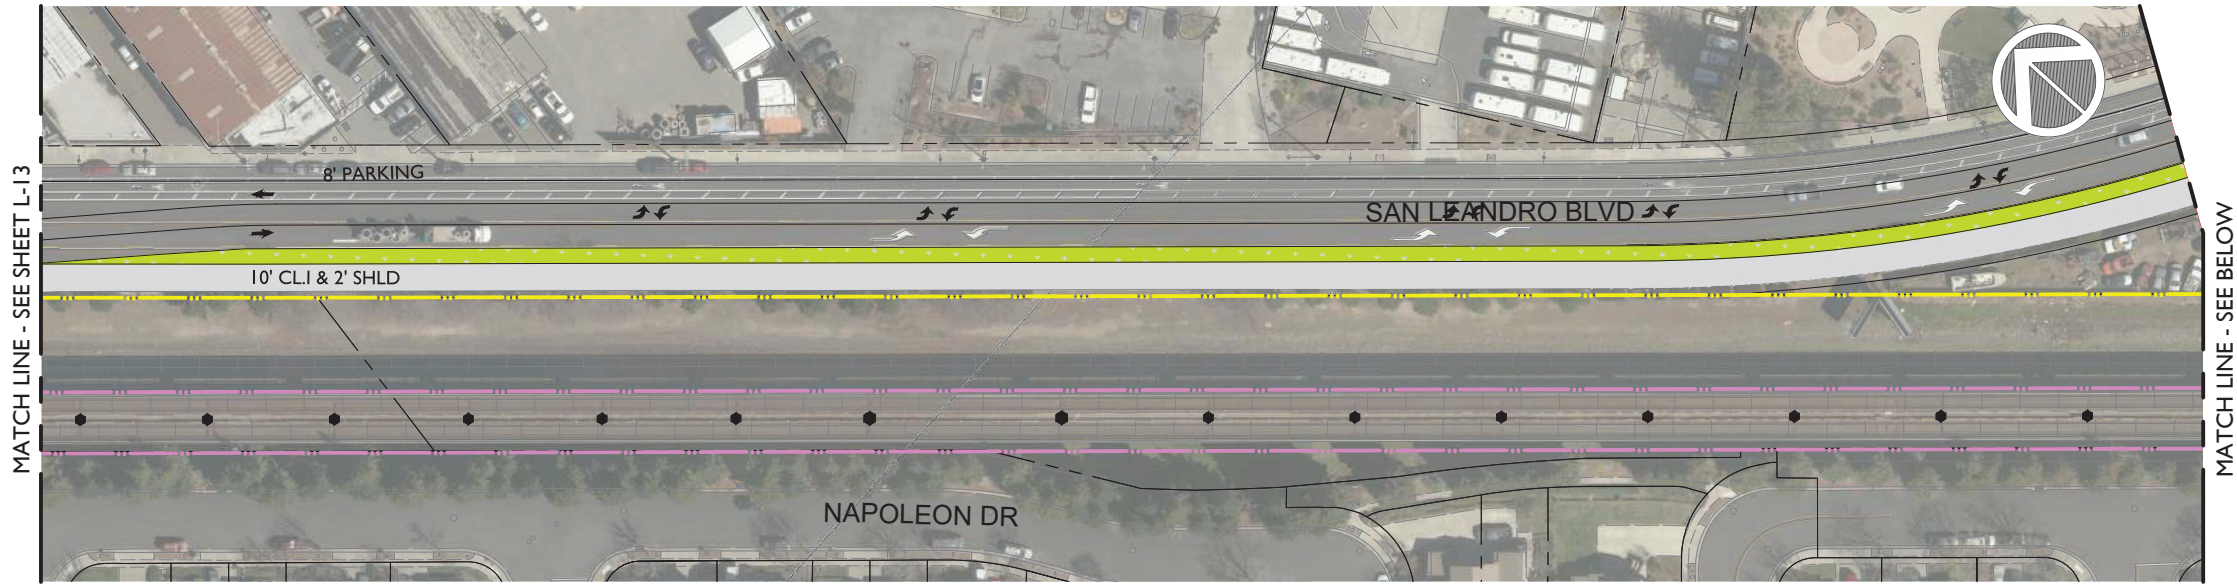 MATCH LINE - SEE SHEET L-13
8' PARKING
SAN LEANDRO BLVD
10' CL.I & 2' SHLD
NAPOLEON DR
MATCH LINE - SEE BELOW